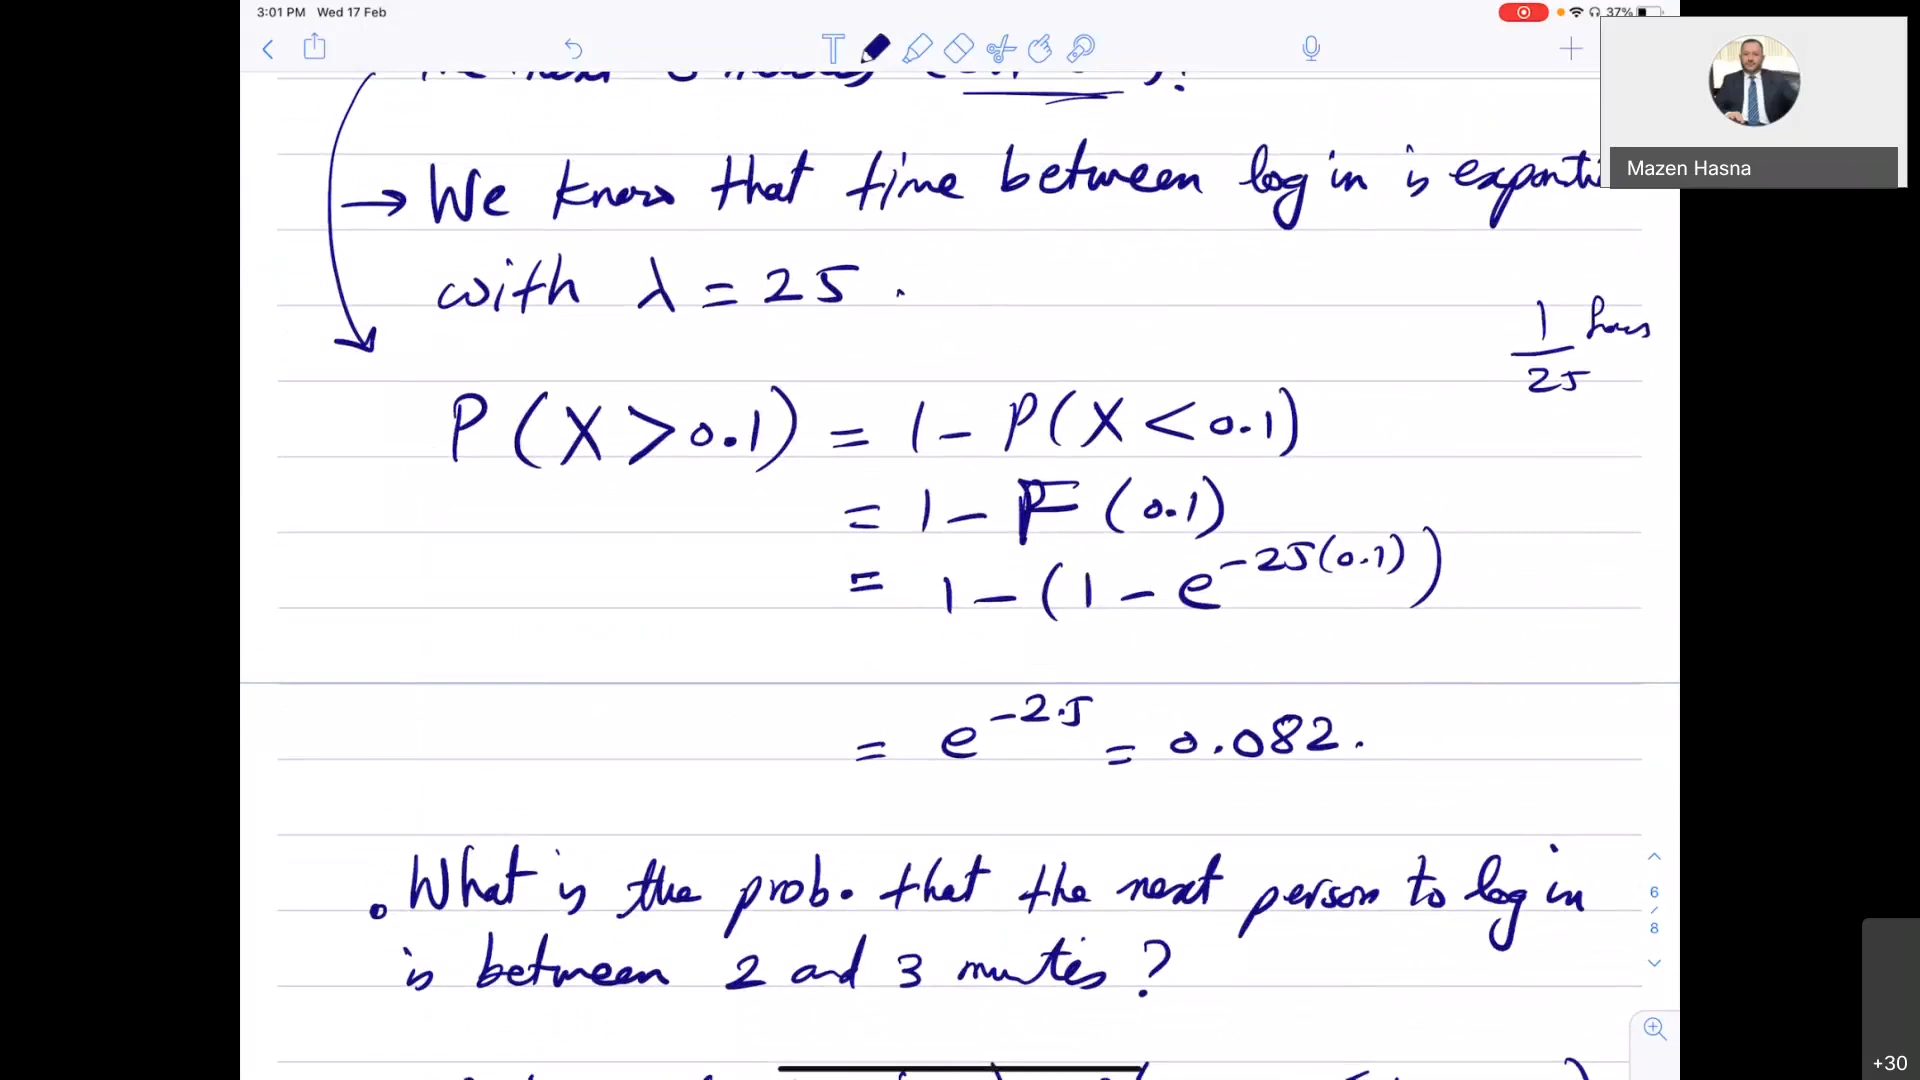 3:01 PM Wed 17 Feb
37%
Mazen Hasna
→ We know that time between log in is exponti
with λ = 25 .
1/25 hours
P(X > 0.1) = 1 - P(X < 0.1)
= 1 - F(0.1)
= 1 - (1 - e^{-25(0.1)})
= e^{-2.5} = 0.082.
. What is the prob. that the next person to log in
is between 2 and 3 mutes ?
6
/
8
+30